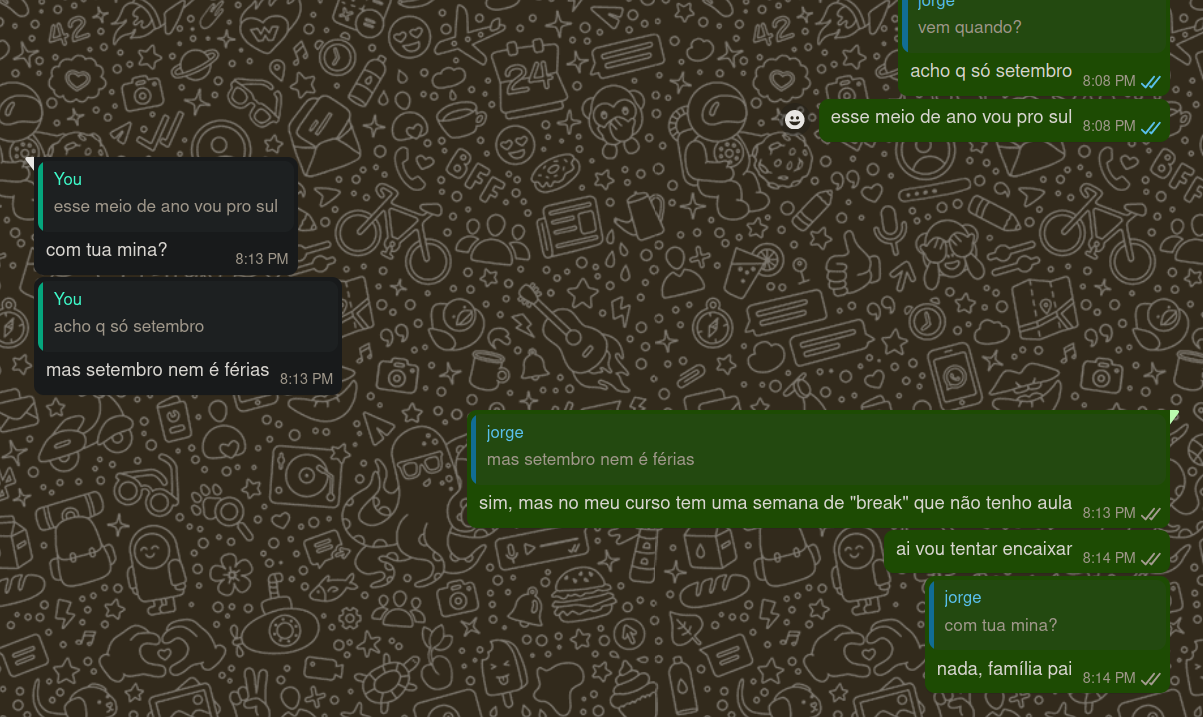 jorge
vem quando?
acho q só setembro 8:08 PM
esse meio de ano vou pro sul 8:08 PM
You
esse meio de ano vou pro sul
com tua mina? 8:13 PM
You
acho q só setembro
mas setembro nem é férias 8:13 PM
jorge
mas setembro nem é férias
sim, mas no meu curso tem uma semana de "break" que não tenho aula 8:13 PM
ai vou tentar encaixar 8:14 PM
jorge
com tua mina?
nada, família pai 8:14 PM